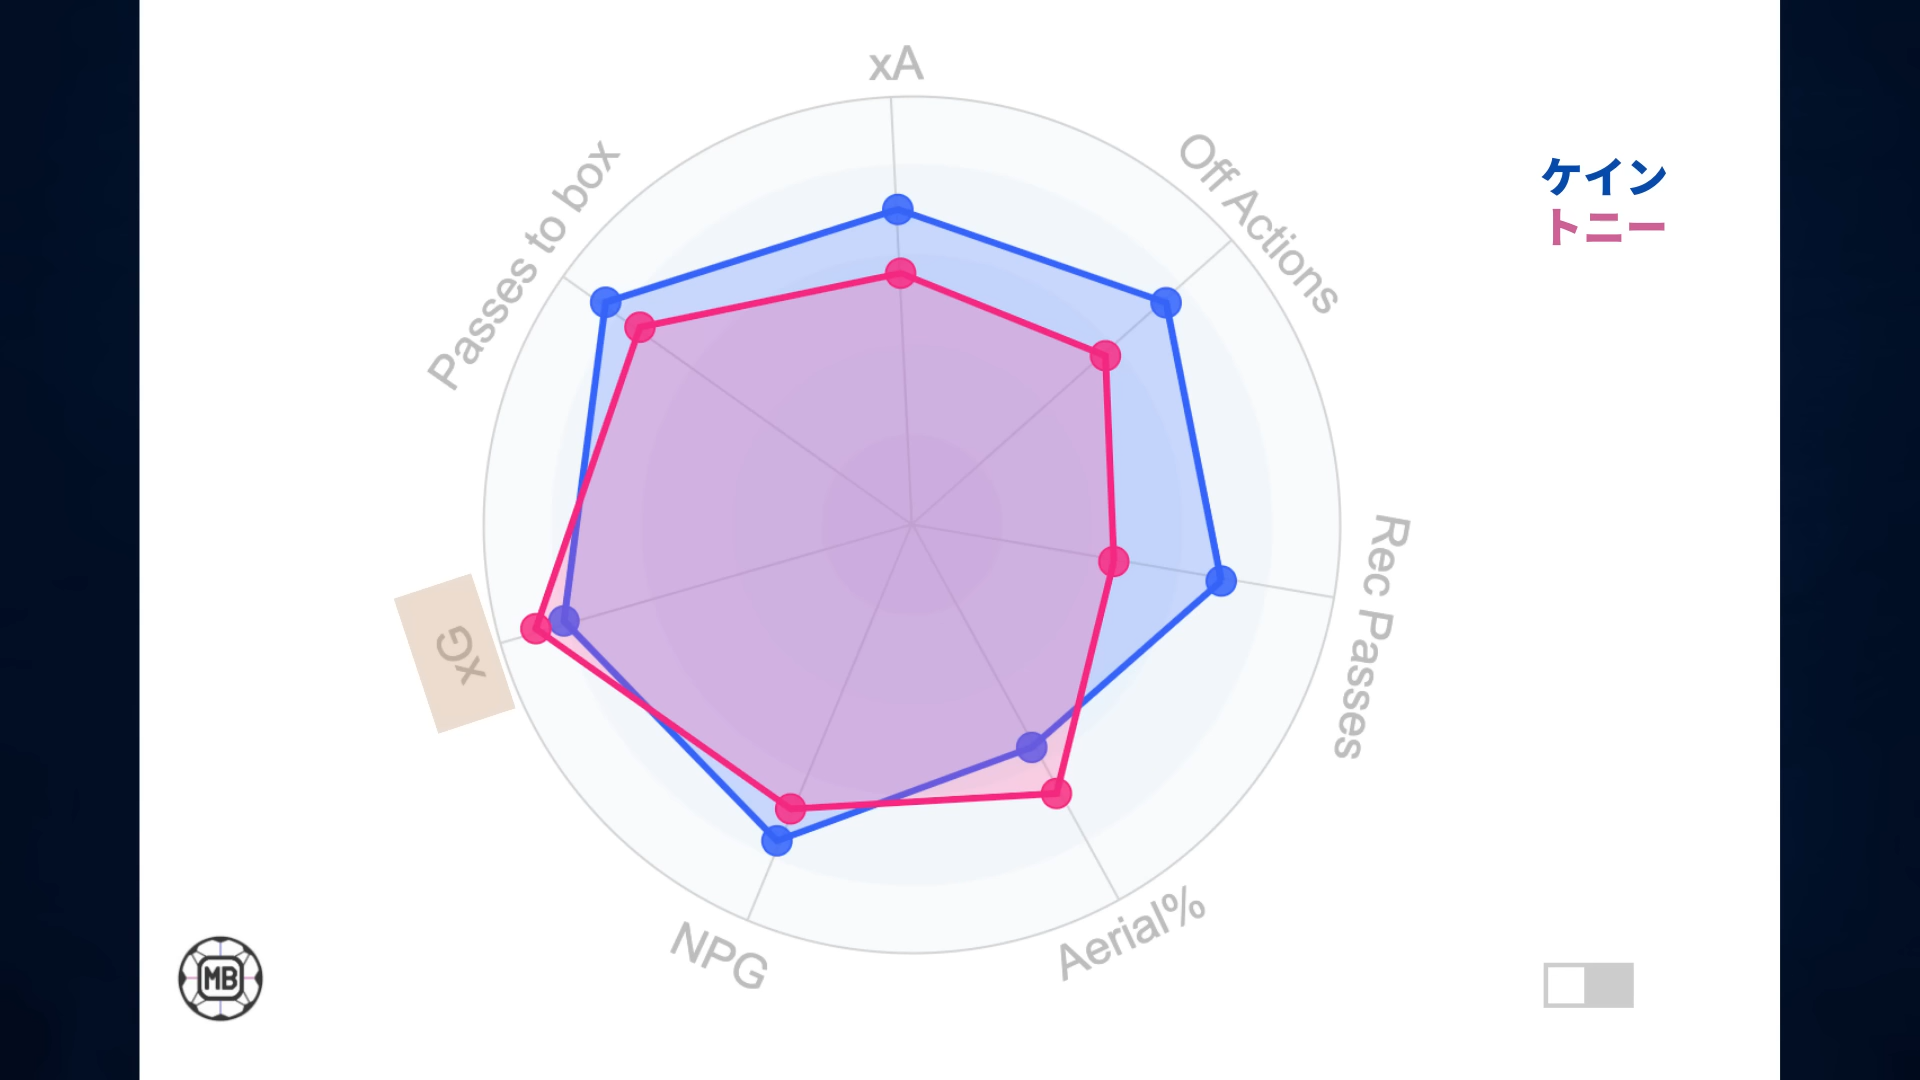 xA
Off Actions
Passes to box
ケイン
トニー
Rec Passes
xG
Aerial%
NPG
MB